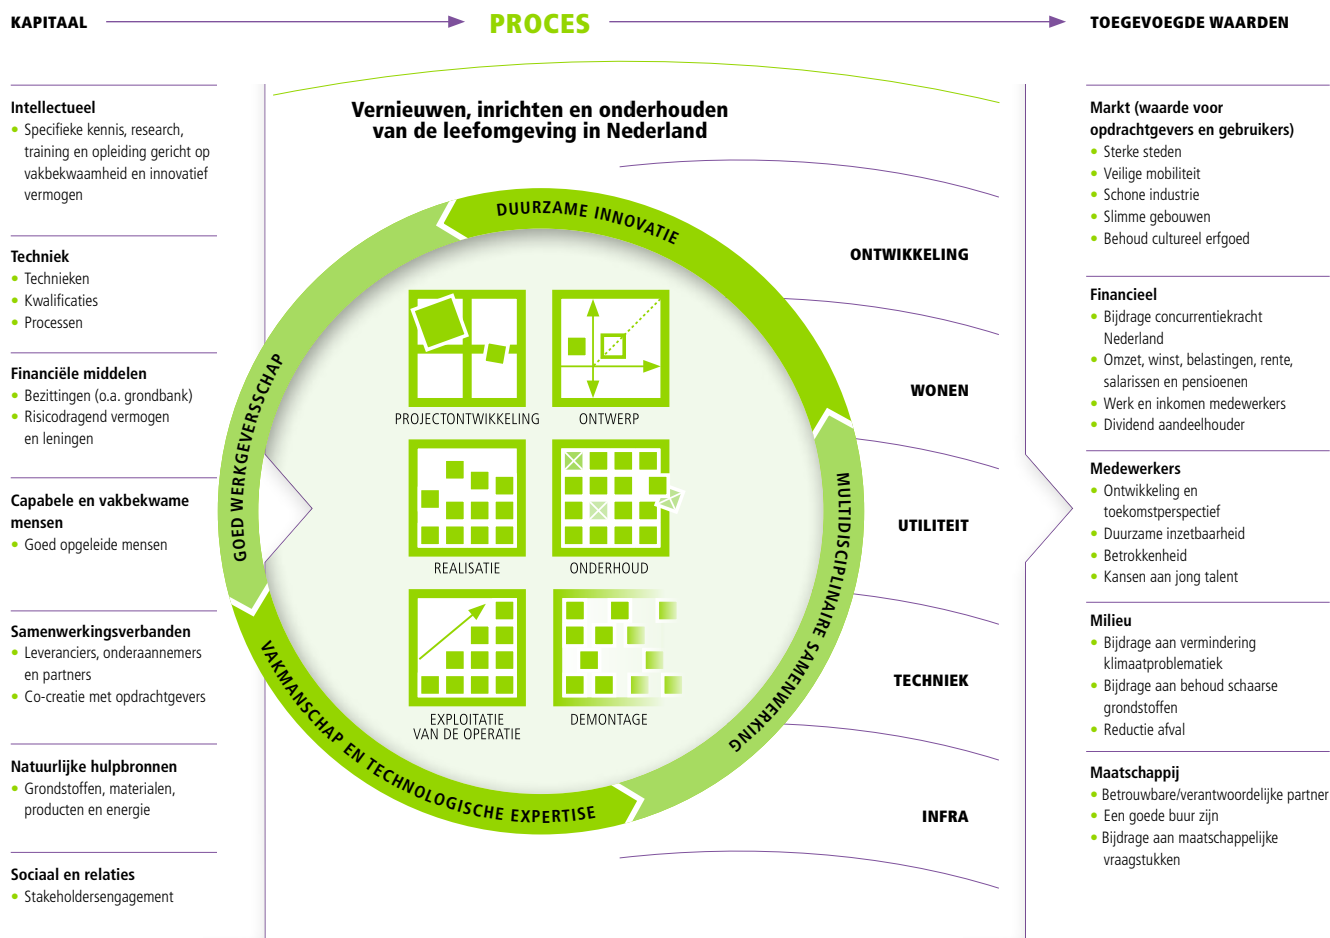 KAPITAAL
PROCES
TOEGEVOEGDE WAARDEN
Intellectueel
• Specifieke kennis, research,
training en opleiding gericht op
vakbekwaamheid en innovatief
vermogen
Techniek
• Technieken
• Kwalificaties
• Processen
Financiële middelen
• Bezittingen (o.a. grondbank)
• Risicodragend vermogen
en leningen
Capabele en vakbekwame
mensen
• Goed opgeleide mensen
Samenwerkingsverbanden
• Leveranciers, onderaannemers
en partners
• Co-creatie met opdrachtgevers
Natuurlijke hulpbronnen
• Grondstoffen, materialen,
producten en energie
Sociaal en relaties
• Stakeholdersengagement
Vernieuwen, inrichten en onderhouden
van de leefomgeving in Nederland
DUURZAME INNOVATIE
MULTIDISCIPLINAIRE SAMENWERKING
VAKMANSCHAP EN TECHNOLOGISCHE EXPERTISE
GOED WERKGEVERSSCHAP
PROJECTONTWIKKELING
ONTWERP
REALISATIE
ONDERHOUD
EXPLOITATIE
VAN DE OPERATIE
DEMONTAGE
ONTWIKKELING
WONEN
UTILITEIT
TECHNIEK
INFRA
Markt (waarde voor
opdrachtgevers en gebruikers)
• Sterke steden
• Veilige mobiliteit
• Schone industrie
• Slimme gebouwen
• Behoud cultureel erfgoed
Financieel
• Bijdrage concurrentiekracht
Nederland
• Omzet, winst, belastingen, rente,
salarissen en pensioenen
• Werk en inkomen medewerkers
• Dividend aandeelhouder
Medewerkers
• Ontwikkeling en
toekomstperspectief
• Duurzame inzetbaarheid
• Betrokkenheid
• Kansen aan jong talent
Milieu
• Bijdrage aan vermindering
klimaatproblematiek
• Bijdrage aan behoud schaarse
grondstoffen
• Reductie afval
Maatschappij
• Betrouwbare/verantwoordelijke partner
• Een goede buur zijn
• Bijdrage aan maatschappelijke
vraagstukken